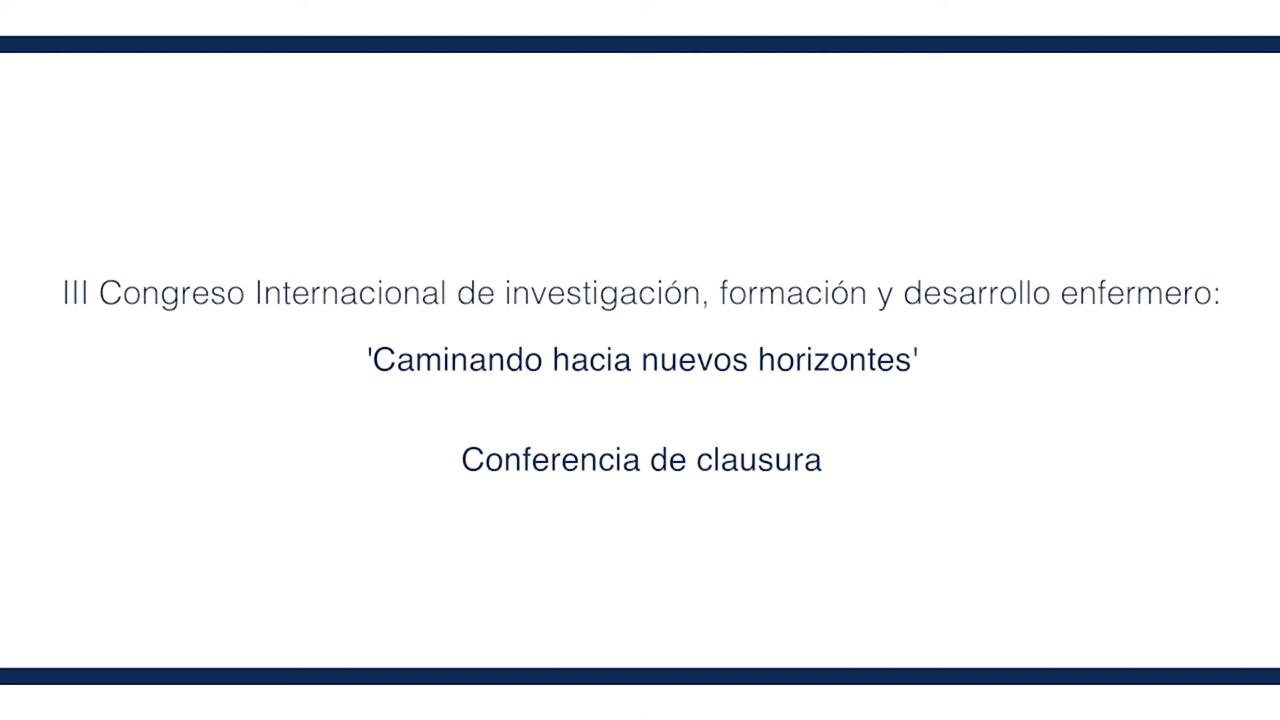 III Congreso Internacional de investigación, formación y desarrollo enfermero:
'Caminando hacia nuevos horizontes'
Conferencia de clausura